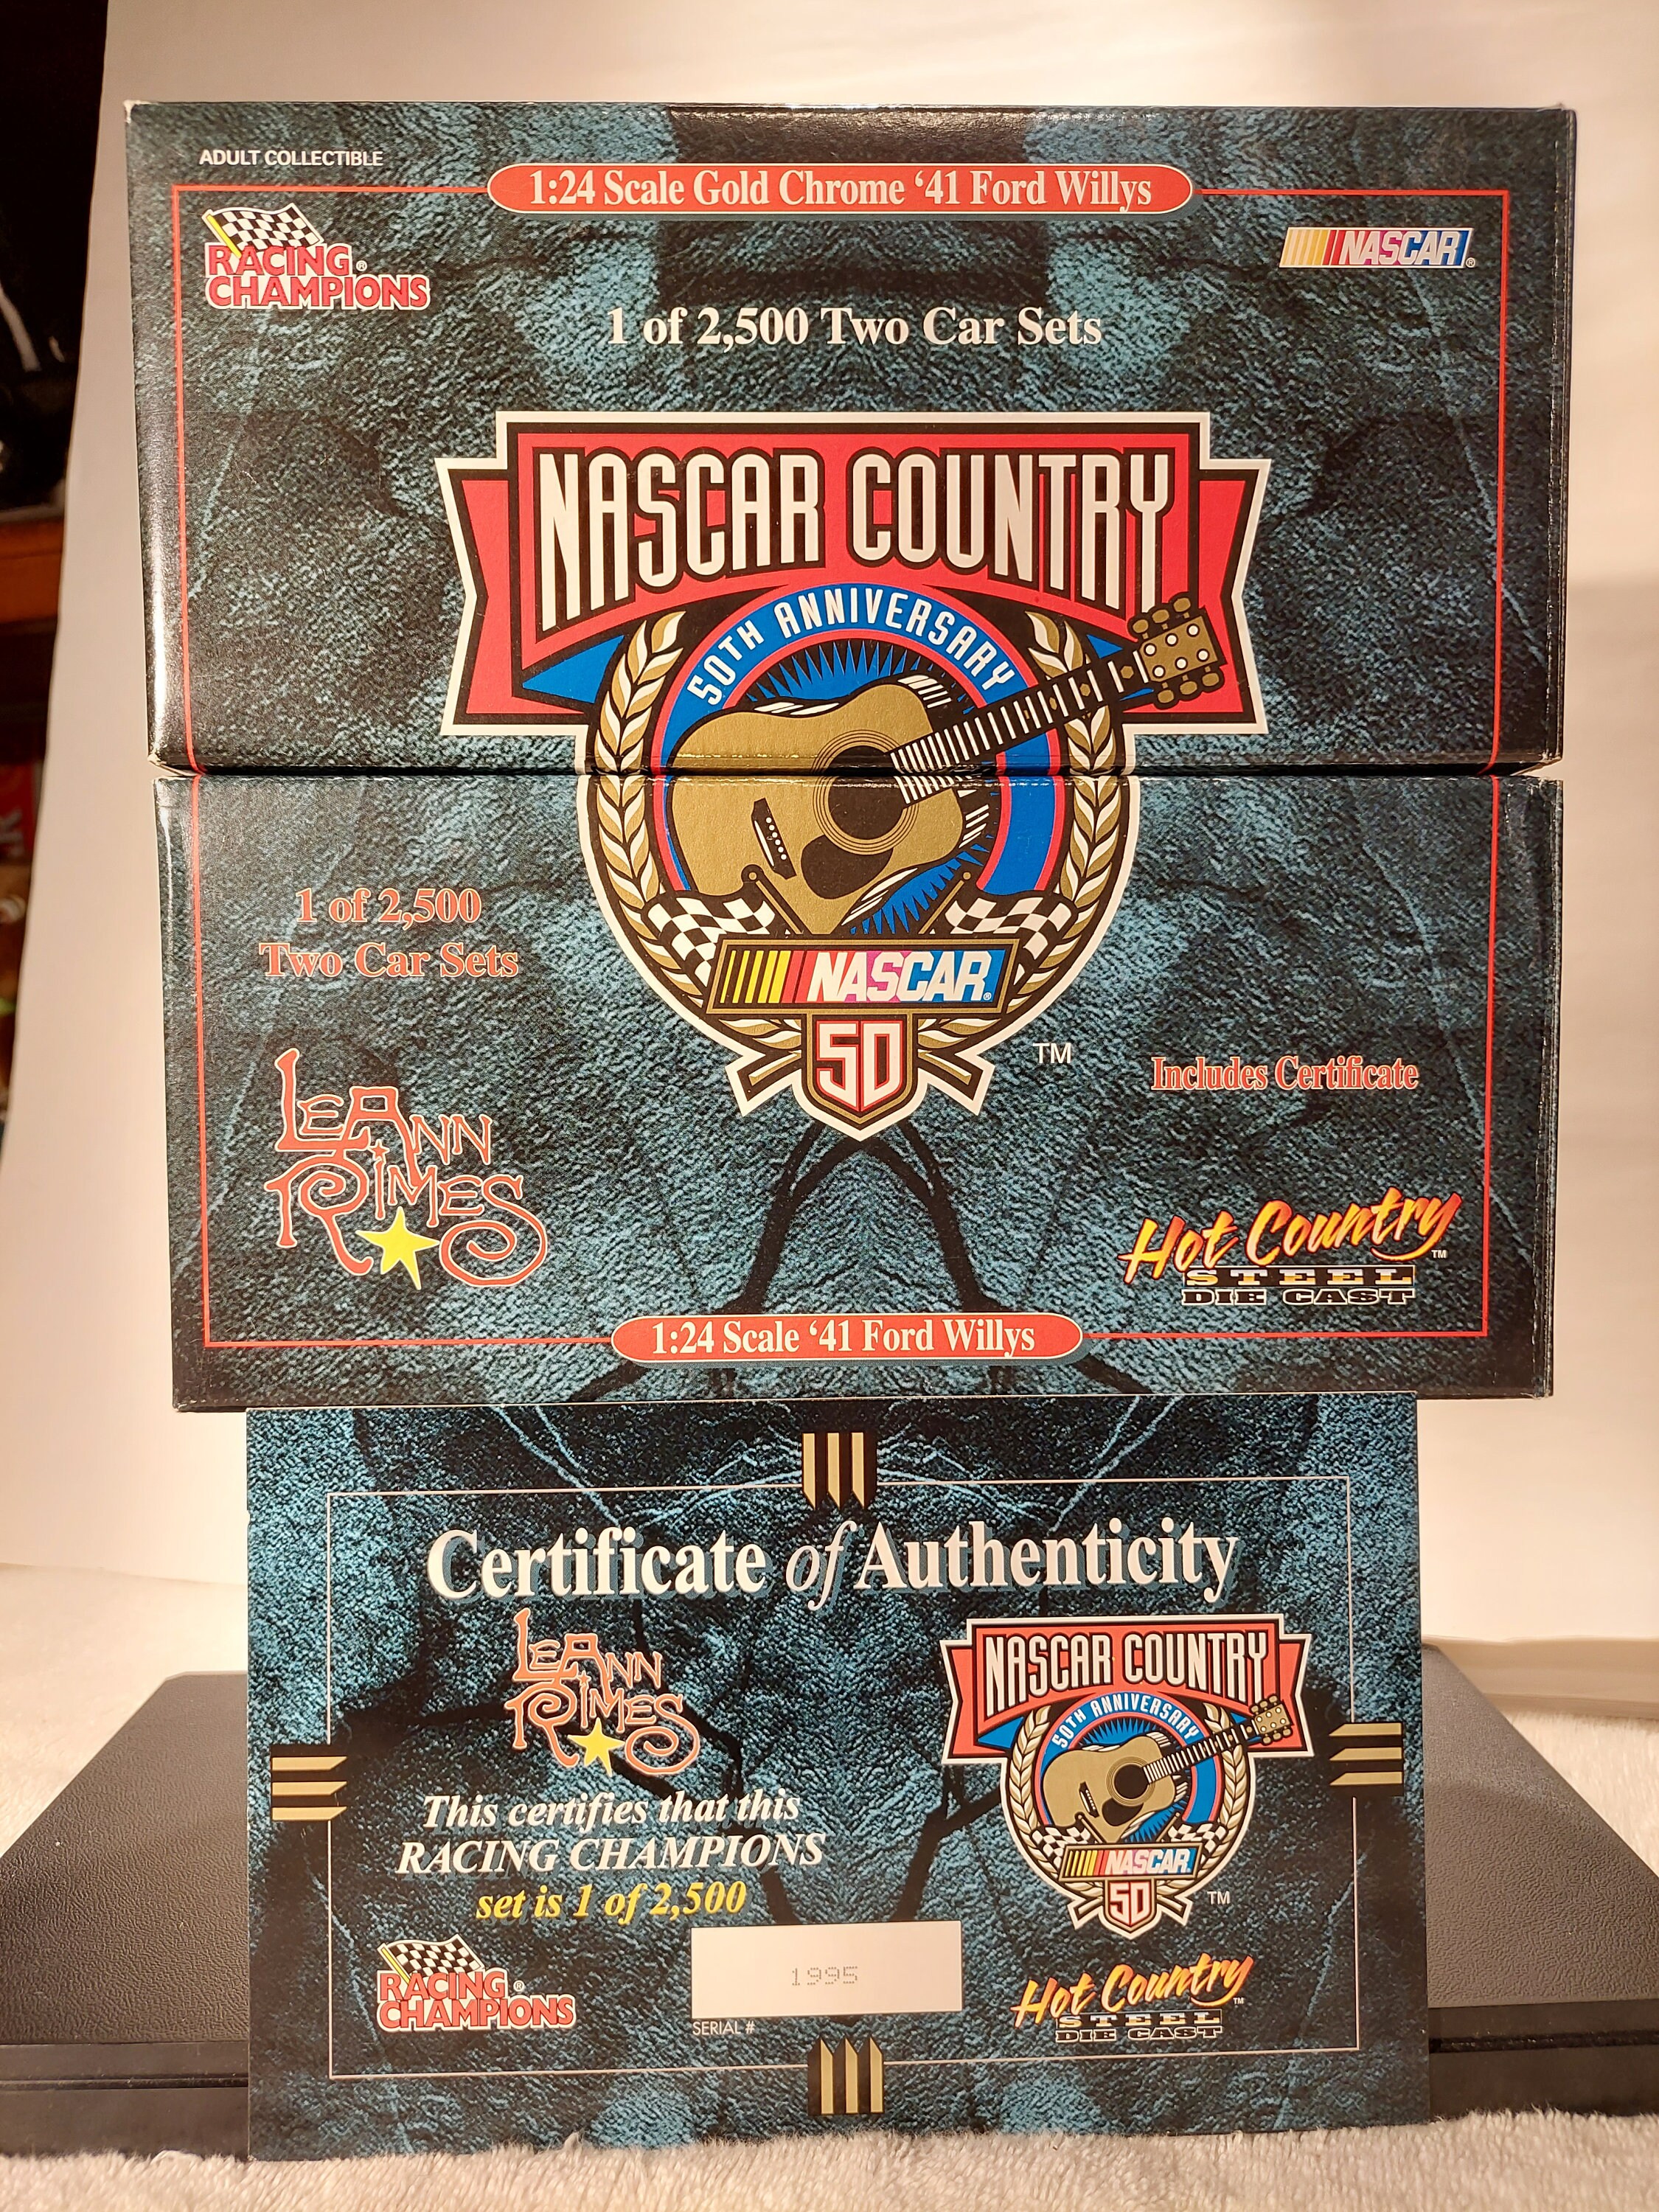 ADULT COLLECTIBLE
1:24 Scale Gold Chrome ‘41 Ford Willys
RACING®
CHAMPIONS
NASCAR®
1 of 2,500 Two Car Sets
NASCAR COUNTRY
50TH ANNIVERSARY
1 of 2,500
Two Car Sets
NASCAR®
50
TM
Includes Certificate
LEANN
RIMES
Hot Country™
STEEL
DIE CAST
1:24 Scale ‘41 Ford Willys
Certificate of Authenticity
LEANN
RIMES
This certifies that this
RACING CHAMPIONS
set is 1 of 2,500
NASCAR COUNTRY
50TH ANNIVERSARY
NASCAR
50
TM
RACING®
CHAMPIONS
1995
SERIAL #
Hot Country™
STEEL
DIE CAST